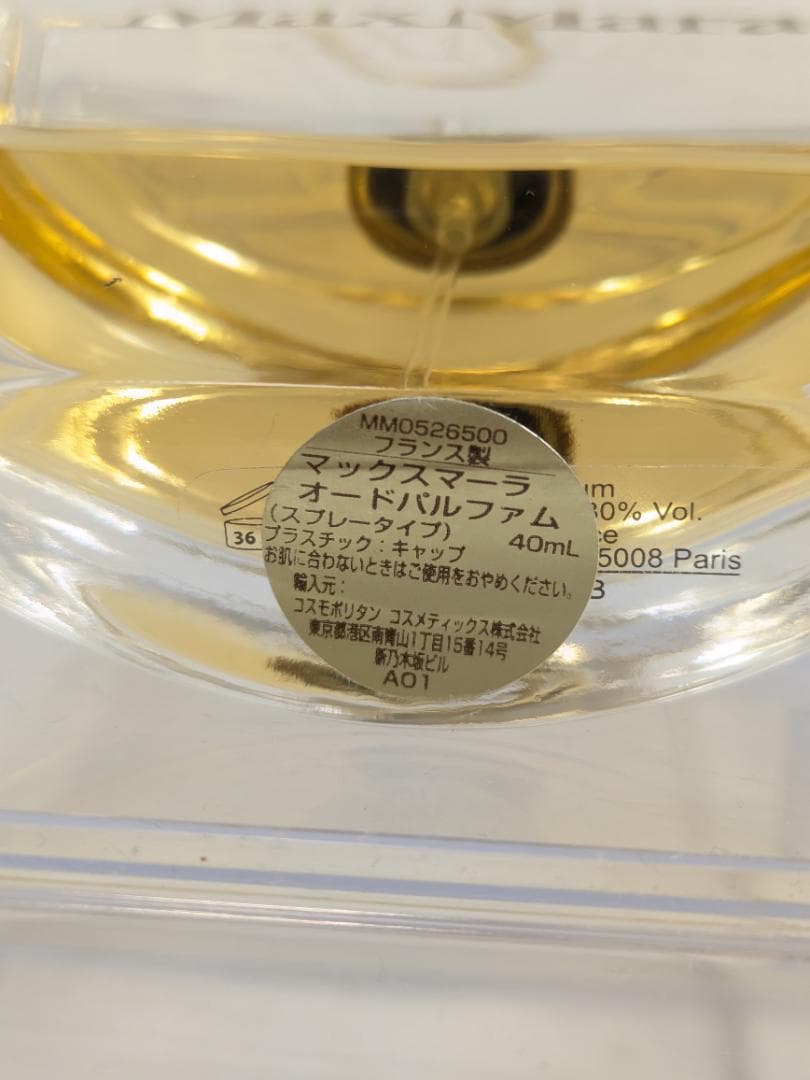 MaxMara
MM0526500
フランス製
マックスマーラ
オードパルファム
(スプレータイプ) 40mL
プラスチック：キャップ
お肌に合わないときはご使用をおやめください。
輸入元：
コスモポリタン コスメティックス株式会社
東京都港区南青山1丁目15番14号
新乃木坂ビル
A01
36
um
80% Vol.
ce
5008 Paris
B